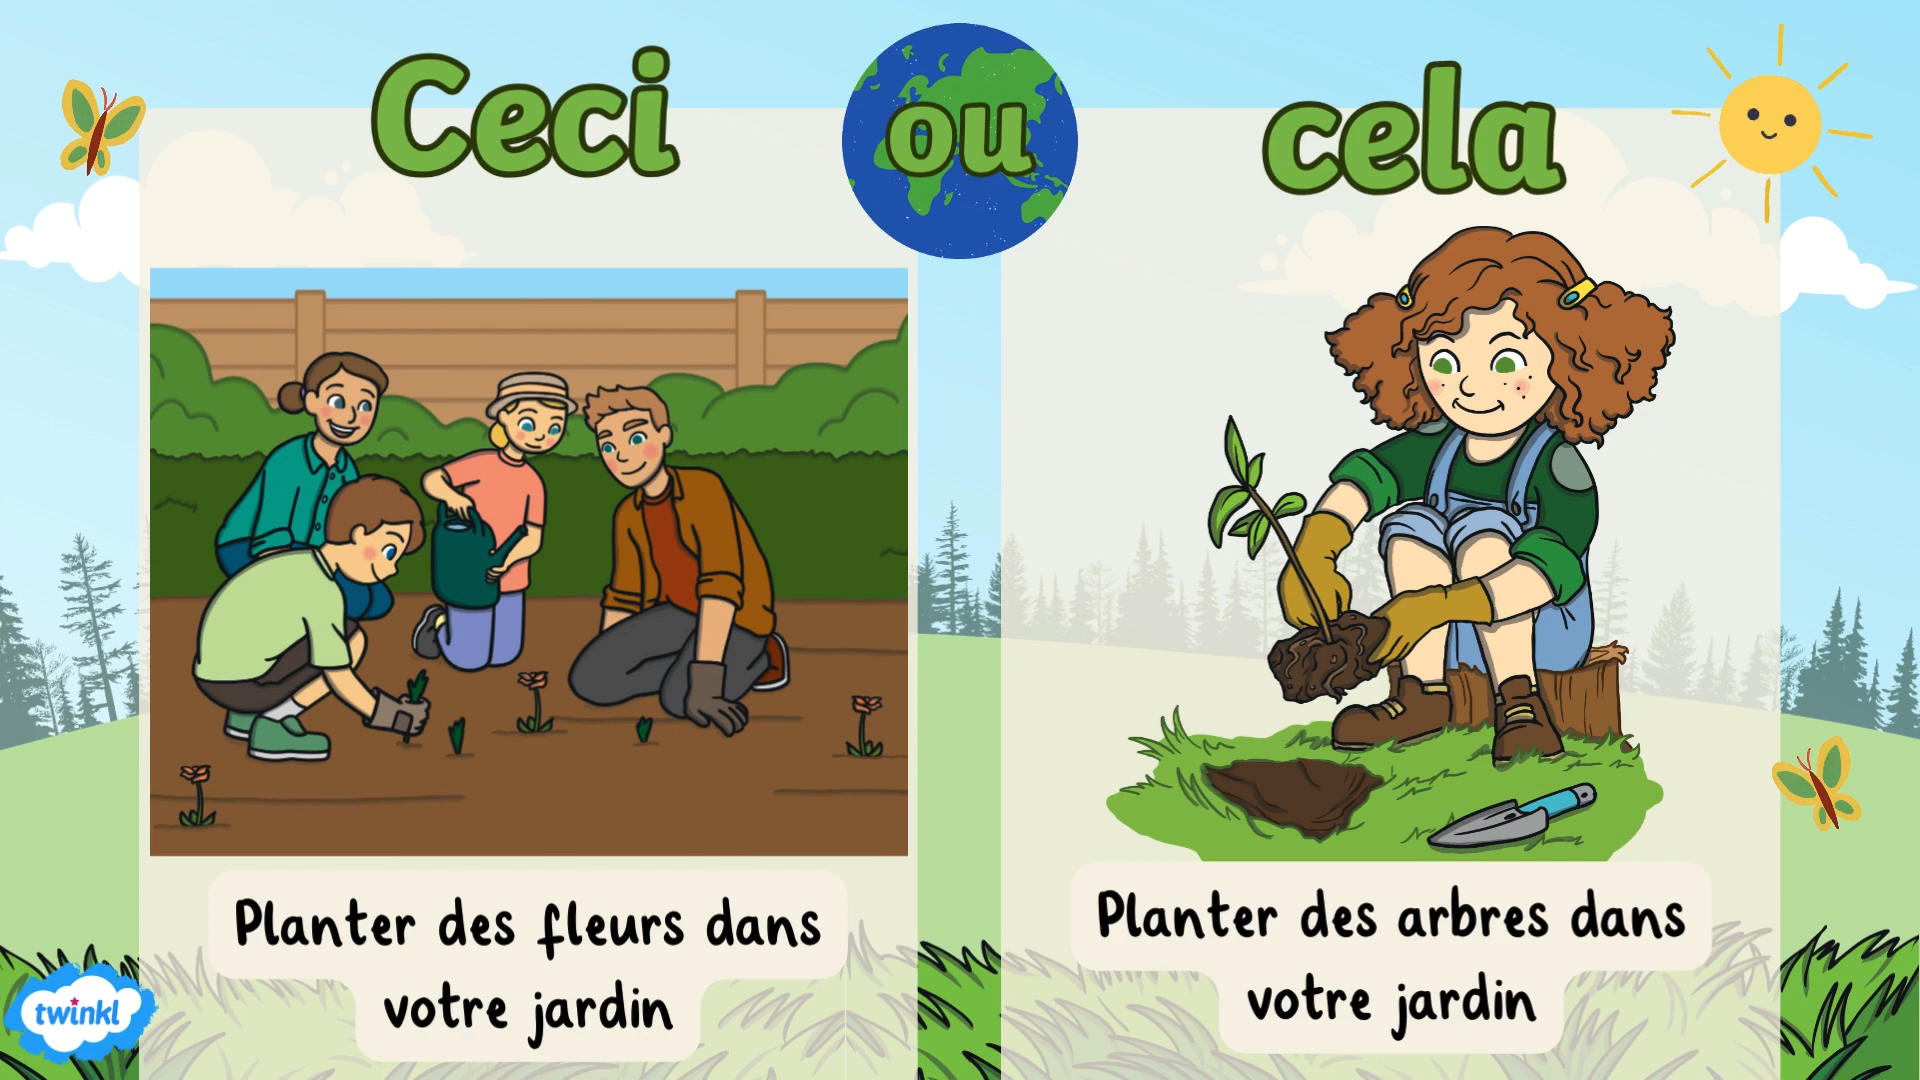 Ceci ou cela
Planter des fleurs dans
votre jardin
Planter des arbres dans
votre jardin
twinkl